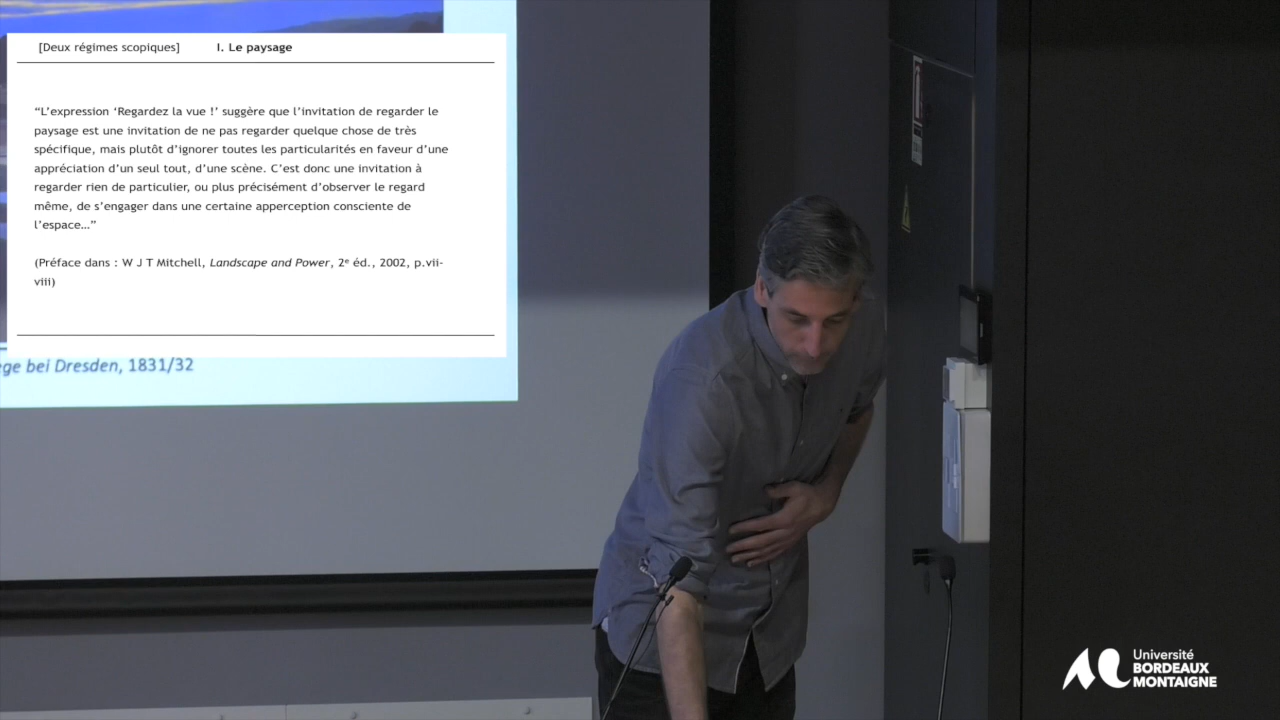 [Deux régimes scopiques] I. Le paysage
“L’expression ‘Regardez la vue !’ suggère que l’invitation de regarder le
paysage est une invitation de ne pas regarder quelque chose de très
spécifique, mais plutôt d’ignorer toutes les particularités en faveur d’une
appréciation d’un seul tout, d’une scène. C’est donc une invitation à
regarder rien de particulier, ou plus précisément d’observer le regard
même, de s’engager dans une certaine apperception consciente de
l’espace…”
(Préface dans : W J T Mitchell, Landscape and Power, 2ᵉ éd., 2002, p.vii-
viii)
bei Dresden, 1831/32
Université
BORDEAUX
MONTAIGNE